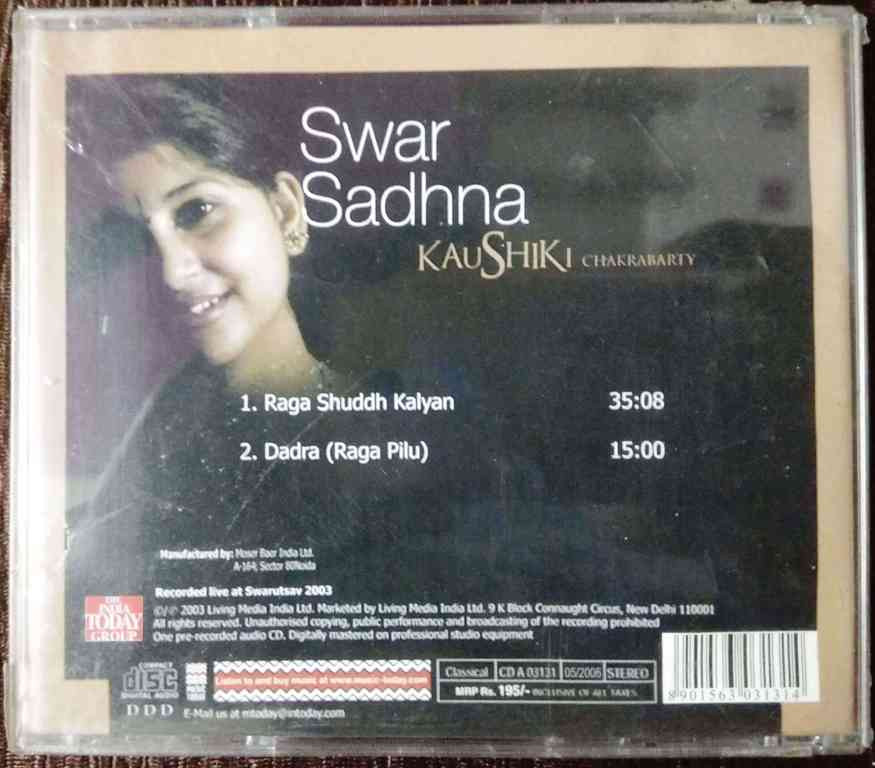 Swar
Sadhna
KAUSHIKI CHAKRABARTY
1. Raga Shuddh Kalyan 35:08
2. Dadra (Raga Pilu) 15:00
Manufactured by: Moser Baer India Ltd.
A-164, Sector 80Noida
Recorded live at Swarutsav 2003
THE INDIA TODAY GROUP
©/℗ 2003 Living Media India Ltd. Marketed by Living Media India Ltd. 9 K Block Connaught Circus, New Delhi 110001
All rights reserved. Unauthorised copying, public performance and broadcasting of the recording prohibited
One pre-recorded audio CD. Digitally mastered on professional studio equipment
COMPACT disc DIGITAL AUDIO
Listen to and buy music at www.music-today.com
Classical CD A 03131 05/2006 STEREO
MRP Rs. 195/- INCLUSIVE OF ALL TAXES
8 901563 031314
DDD E-Mail us at mtoday@intoday.com